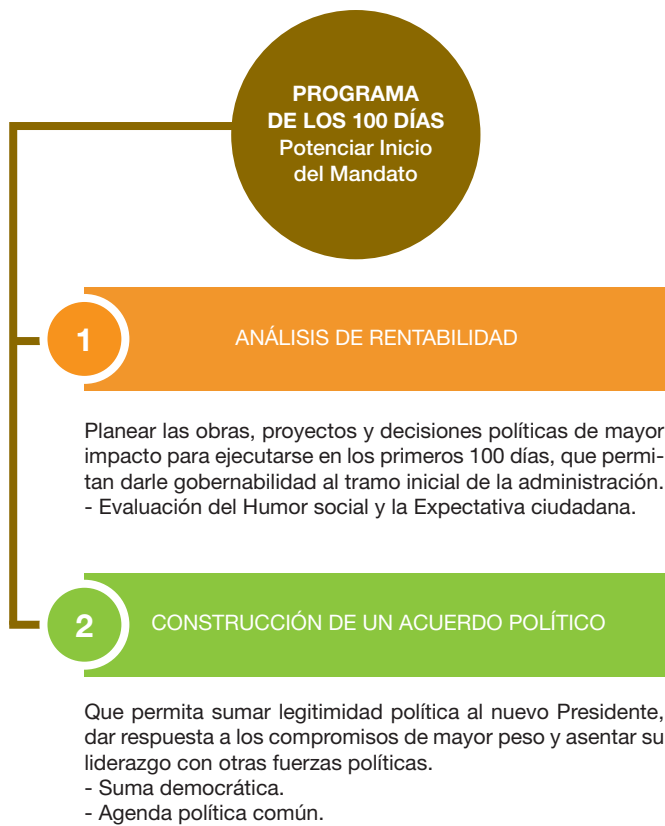 PROGRAMA
DE LOS 100 DÍAS
Potenciar Inicio
del Mandato
1
ANÁLISIS DE RENTABILIDAD
Planear las obras, proyectos y decisiones políticas de mayor
impacto para ejecutarse en los primeros 100 días, que permi-
tan darle gobernabilidad al tramo inicial de la administración.
- Evaluación del Humor social y la Expectativa ciudadana.
2
CONSTRUCCIÓN DE UN ACUERDO POLÍTICO
Que permita sumar legitimidad política al nuevo Presidente,
dar respuesta a los compromisos de mayor peso y asentar su
liderazgo con otras fuerzas políticas.
- Suma democrática.
- Agenda política común.